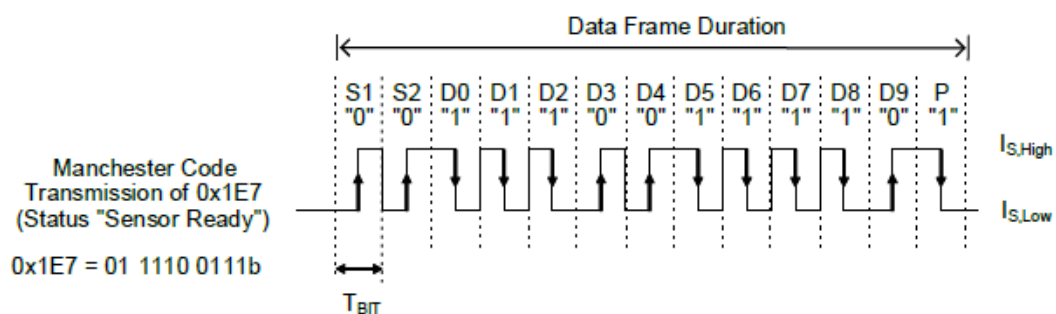 Data Frame Duration
S1 S2 D0 D1 D2 D3 D4 D5 D6 D7 D8 D9 P
"0" "0" "1" "1" "1" "0" "0" "1" "1" "1" "1" "0" "1"
Manchester Code
Transmission of 0x1E7
(Status "Sensor Ready")
0x1E7 = 01 1110 0111b
IS,High
IS,Low
TBIT